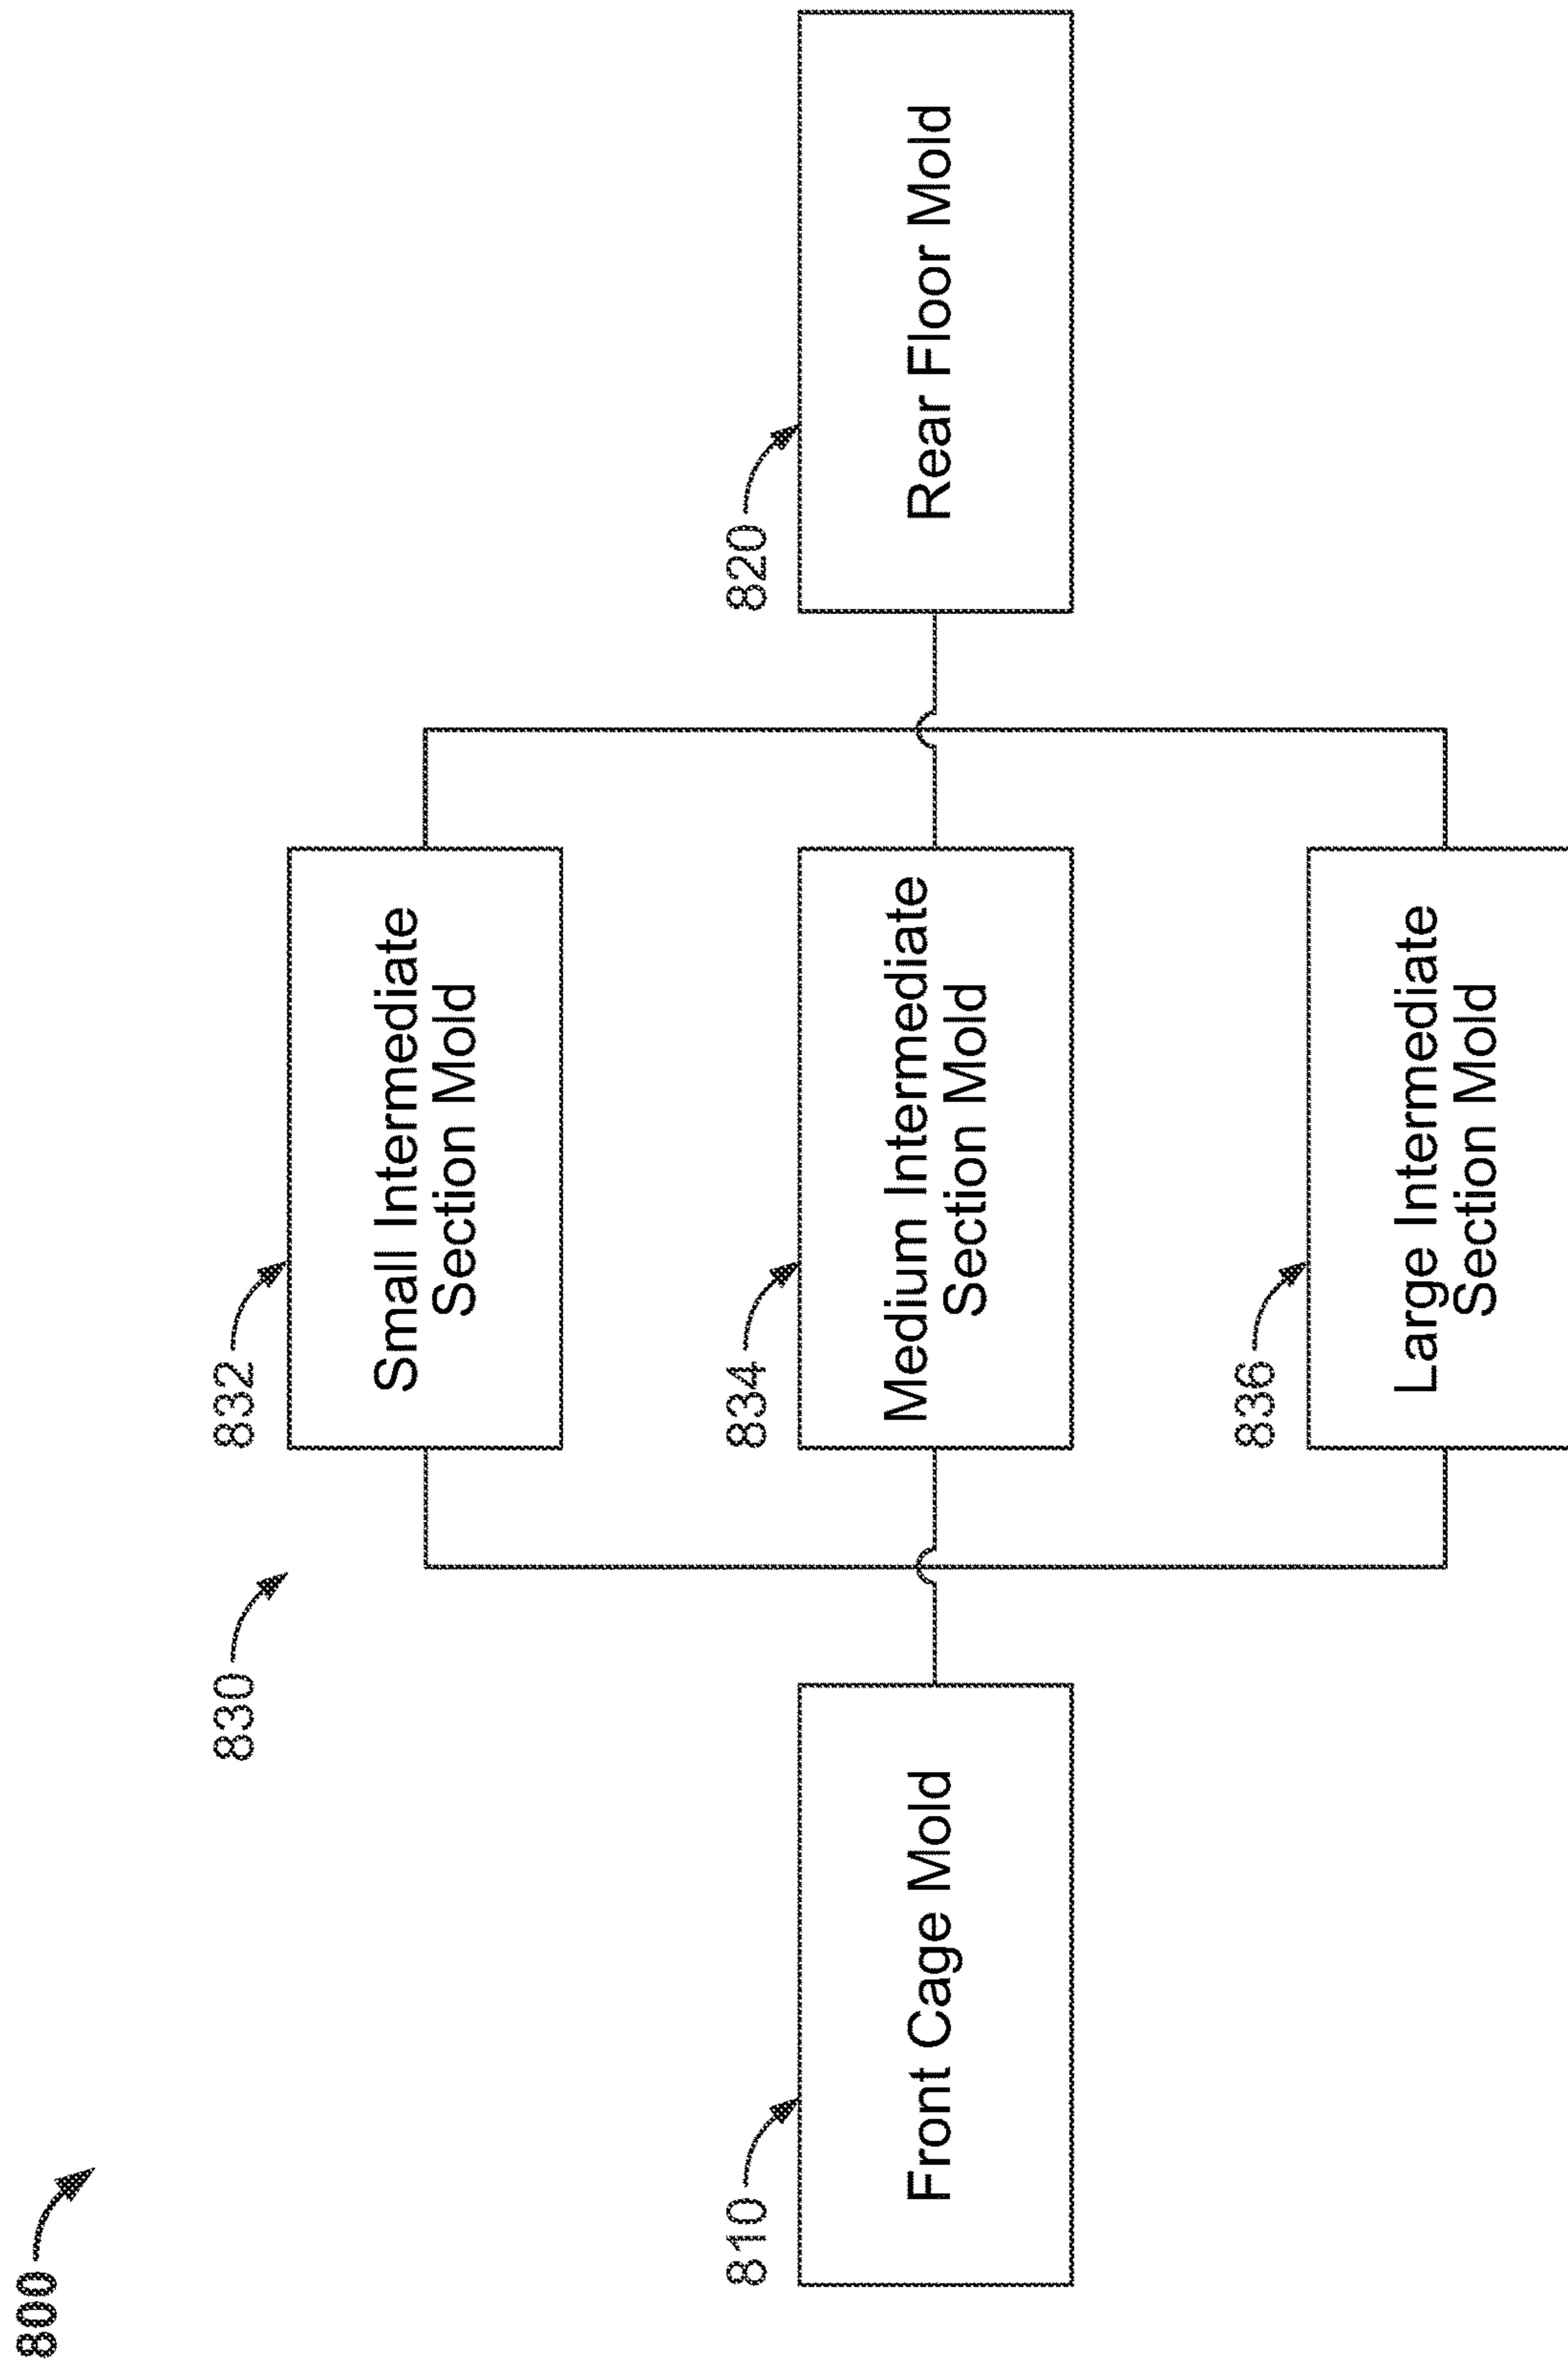 800
830
832
Small Intermediate
Section Mold
810
Front Cage Mold
834
Medium Intermediate
Section Mold
820
Rear Floor Mold
836
Large Intermediate
Section Mold